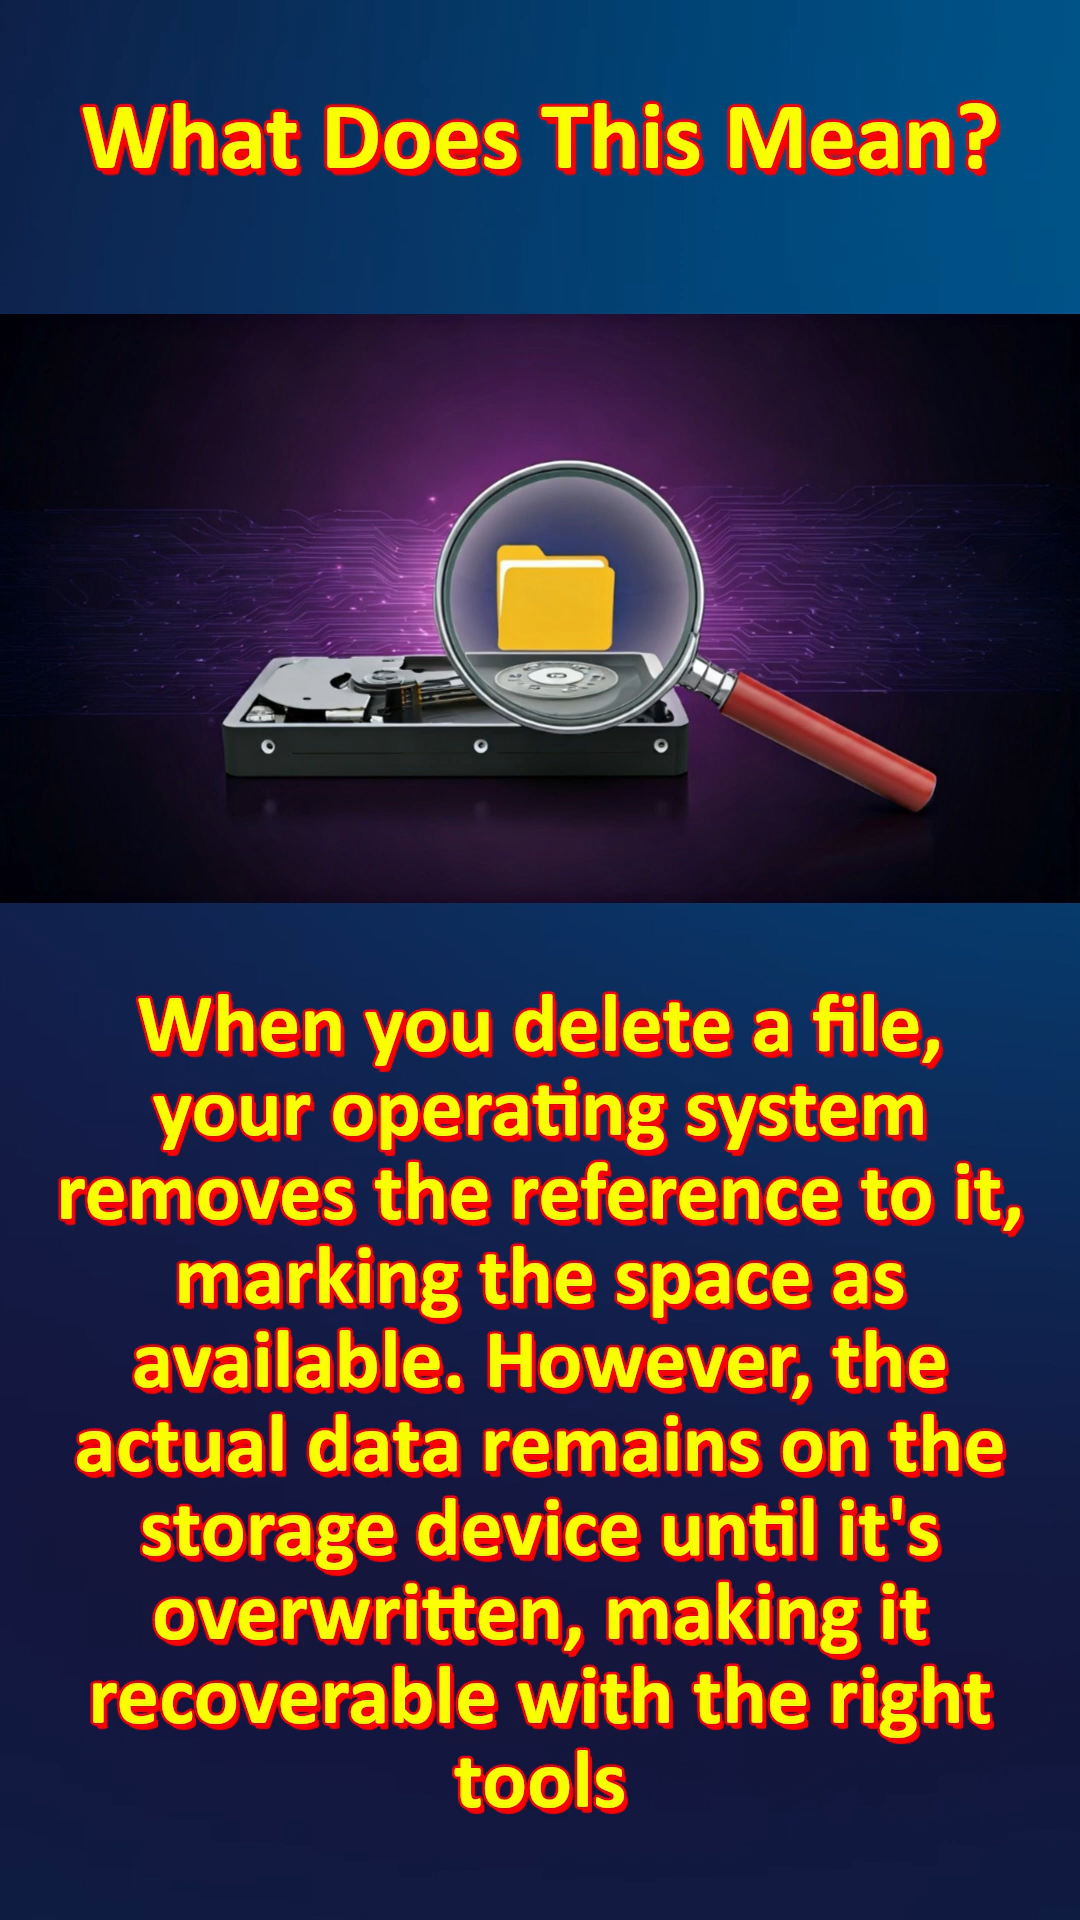 What Does This Mean?
When you delete a file,
your operating system
removes the reference to it,
marking the space as
available. However, the
actual data remains on the
storage device until it's
overwritten, making it
recoverable with the right
tools